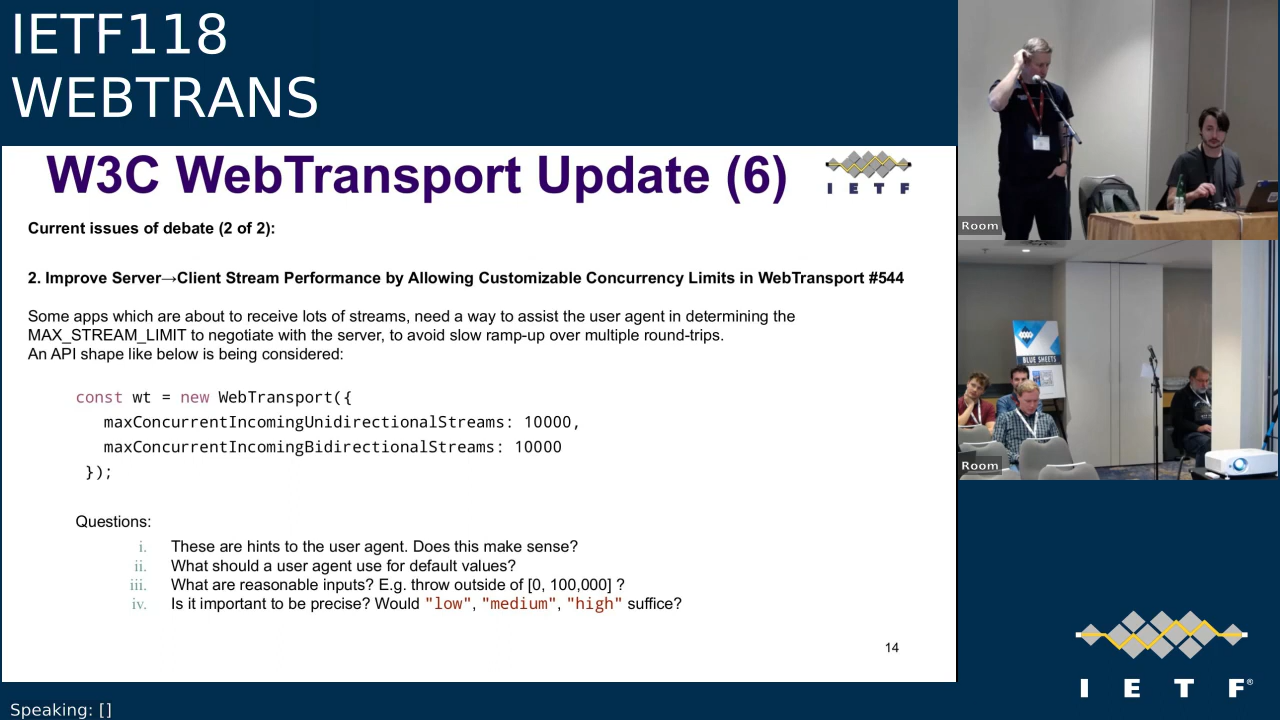 IETF118
WEBTRANS
W3C WebTransport Update (6)
I E T F
Current issues of debate (2 of 2):
2. Improve Server→Client Stream Performance by Allowing Customizable Concurrency Limits in WebTransport #544
Some apps which are about to receive lots of streams, need a way to assist the user agent in determining the
MAX_STREAM_LIMIT to negotiate with the server, to avoid slow ramp-up over multiple round-trips.
An API shape like below is being considered:
const wt = new WebTransport({
maxConcurrentIncomingUnidirectionalStreams: 10000,
maxConcurrentIncomingBidirectionalStreams: 10000
});
Questions:
i. These are hints to the user agent. Does this make sense?
ii. What should a user agent use for default values?
iii. What are reasonable inputs? E.g. throw outside of [0, 100,000] ?
iv. Is it important to be precise? Would "low", "medium", "high" suffice?
14
Room
BLUE SHEETS
Room
I E T F®
Speaking: []